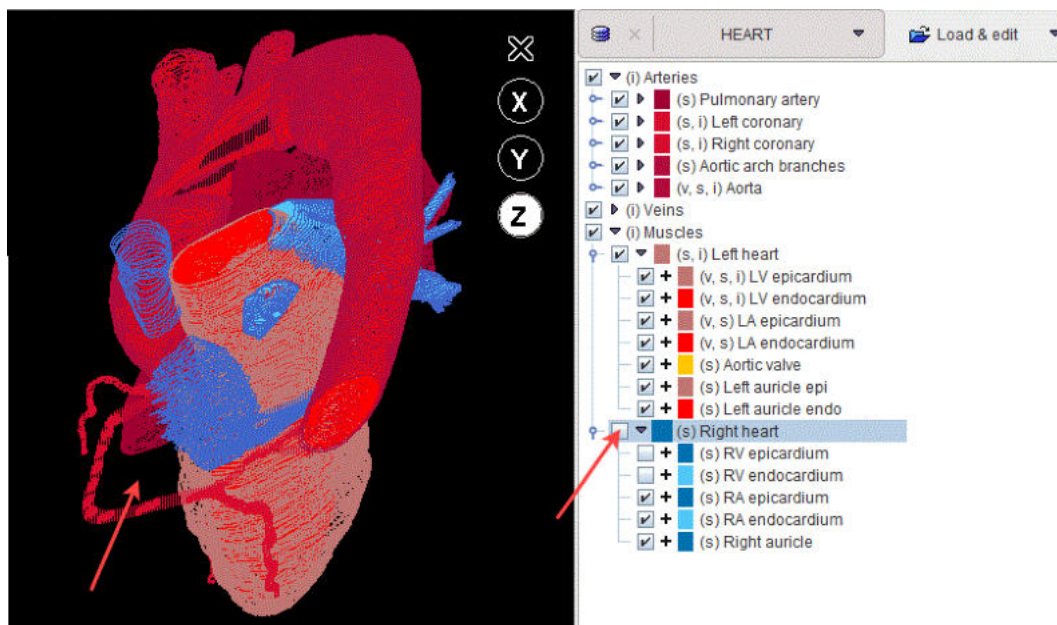 HEART Load & edit
X
Y
Z
(i) Arteries
(s) Pulmonary artery
(s, i) Left coronary
(s, i) Right coronary
(s) Aortic arch branches
(v, s, i) Aorta
(i) Veins
(i) Muscles
(s, i) Left heart
(v, s, i) LV epicardium
(v, s, i) LV endocardium
(v, s) LA epicardium
(v, s) LA endocardium
(s) Aortic valve
(s) Left auricle epi
(s) Left auricle endo
(s) Right heart
(s) RV epicardium
(s) RV endocardium
(s) RA epicardium
(s) RA endocardium
(s) Right auricle